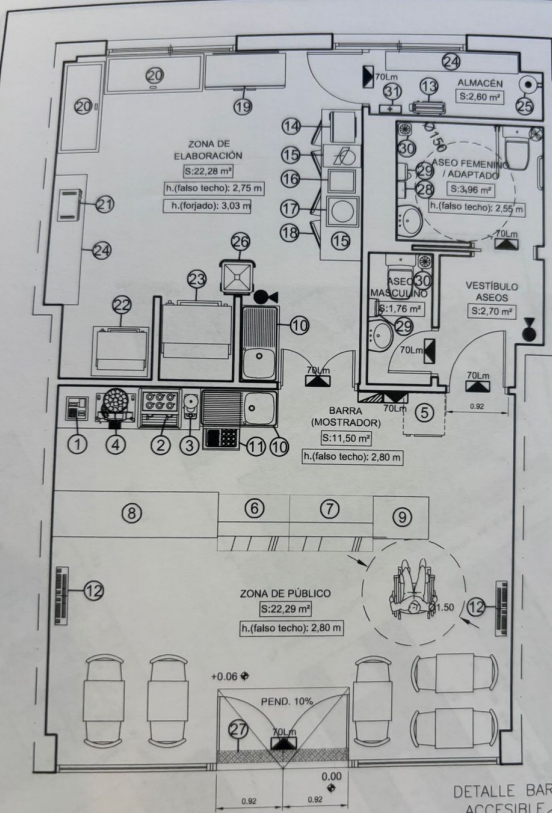 24
70Lm
13
ALMACÉN
31
S:2,60 m²
25
20
20
19
14
30
Ø150
ZONA DE
ELABORACIÓN
S:22,28 m²
h.(falso techo): 2,75 m
h.(forjado): 3,03 m
15
16
17
18
15
29
28
ASEO FEMENINO
/ ADAPTADO
S:3,96 m²
h.(falso techo): 2,55 m
70Lm
21
24
26
23
22
10
ASEO
MASCULINO
S:1,76 m²
30
29
70Lm
VESTÍBULO
ASEOS
S:2,70 m²
70Lm
70Lm
70Lm
5
0.92
1
4
2
3
11
10
BARRA
(MOSTRADOR)
S:11,50 m²
h.(falso techo): 2,80 m
8
6
7
9
12
ZONA DE PÚBLICO
S:22,29 m²
h.(falso techo): 2,80 m
Ø1.50
12
+0.06
PEND. 10%
27
70Lm
0.00
0.92
0.92
DETALLE BAR
ACCESIBLE